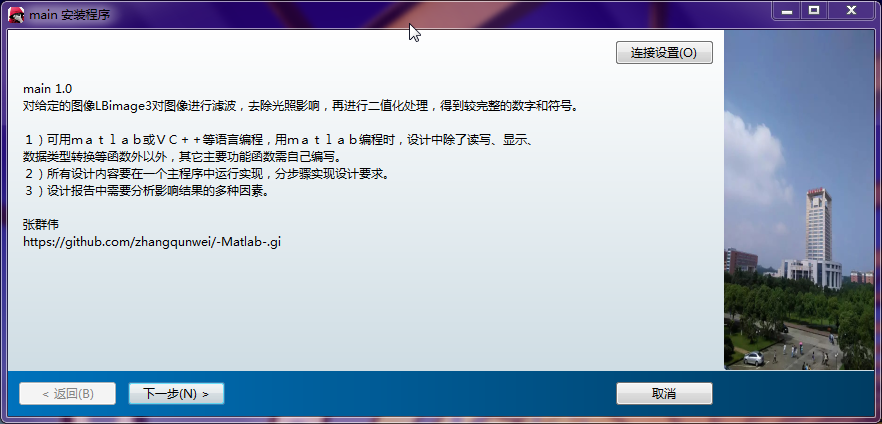 main 安装程序
连接设置(O)
main 1.0
对给定的图像LBimage3对图像进行滤波，去除光照影响，再进行二值化处理，得到较完整的数字和符号。
１）可用ｍａｔｌａｂ或ＶＣ＋＋等语言编程，用ｍａｔｌａｂ编程时，设计中除了读写、显示、
数据类型转换等函数外以外，其它主要功能函数需自己编写。
２）所有设计内容要在一个主程序中运行实现，分步骤实现设计要求。
３）设计报告中需要分析影响结果的多种因素。
张群伟
https://github.com/zhangqunwei/-Matlab-.gi
< 返回(B)
下一步(N) >
取消